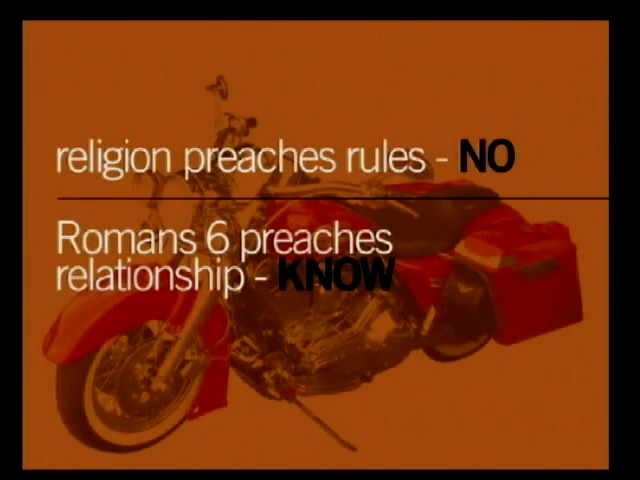 religion preaches rules - NO
Romans 6 preaches
relationship - KNOW